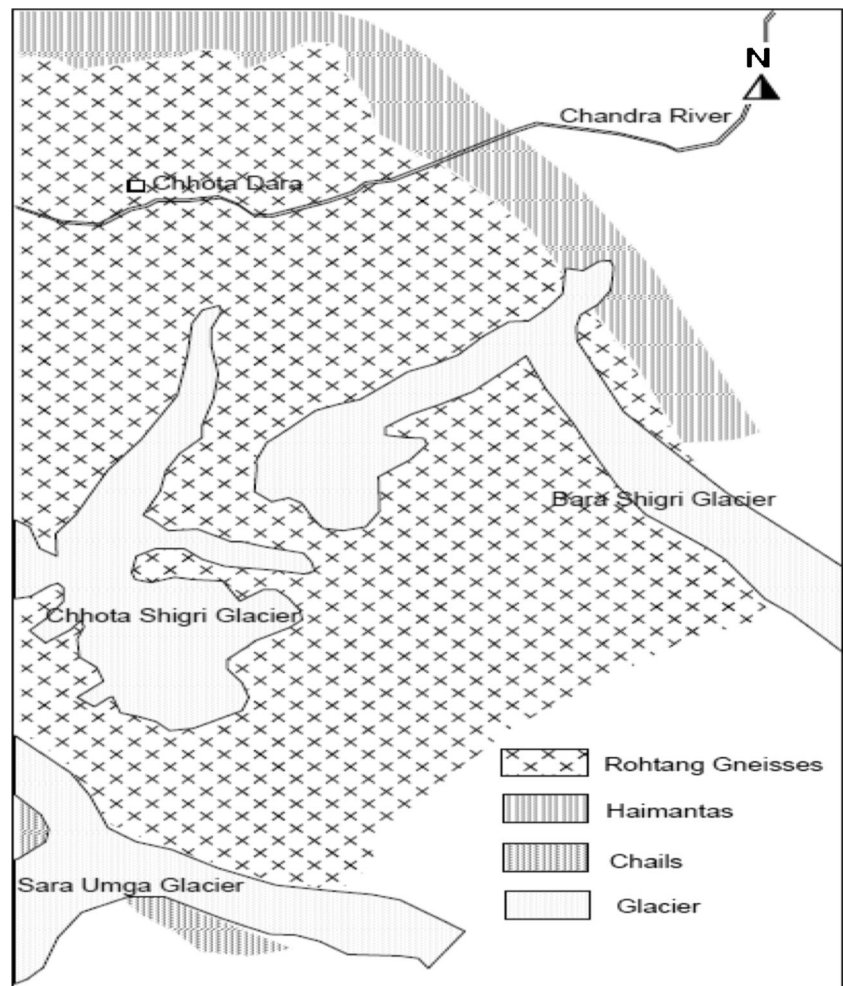 N
Chandra River
Chhota Dara
Bara Shigri Glacier
Chhota Shigri Glacier
Rohtang Gneisses
Haimantas
Chails
Sara Umga Glacier
Glacier